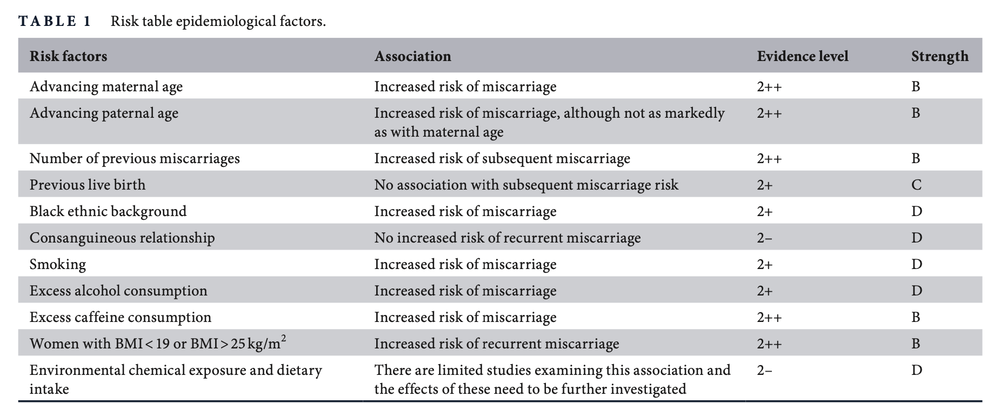 TABLE 1 Risk table epidemiological factors.
Risk factors Association Evidence level Strength
Advancing maternal age Increased risk of miscarriage 2++ B
Advancing paternal age Increased risk of miscarriage, although not as markedly 2++ B
as with maternal age
Number of previous miscarriages Increased risk of subsequent miscarriage 2++ B
Previous live birth No association with subsequent miscarriage risk 2+ C
Black ethnic background Increased risk of miscarriage 2+ D
Consanguineous relationship No increased risk of recurrent miscarriage 2− D
Smoking Increased risk of miscarriage 2+ D
Excess alcohol consumption Increased risk of miscarriage 2+ D
Excess caffeine consumption Increased risk of miscarriage 2++ B
Women with BMI < 19 or BMI > 25 kg/m² Increased risk of recurrent miscarriage 2++ B
Environmental chemical exposure and dietary There are limited studies examining this association and 2− D
intake the effects of these need to be further investigated